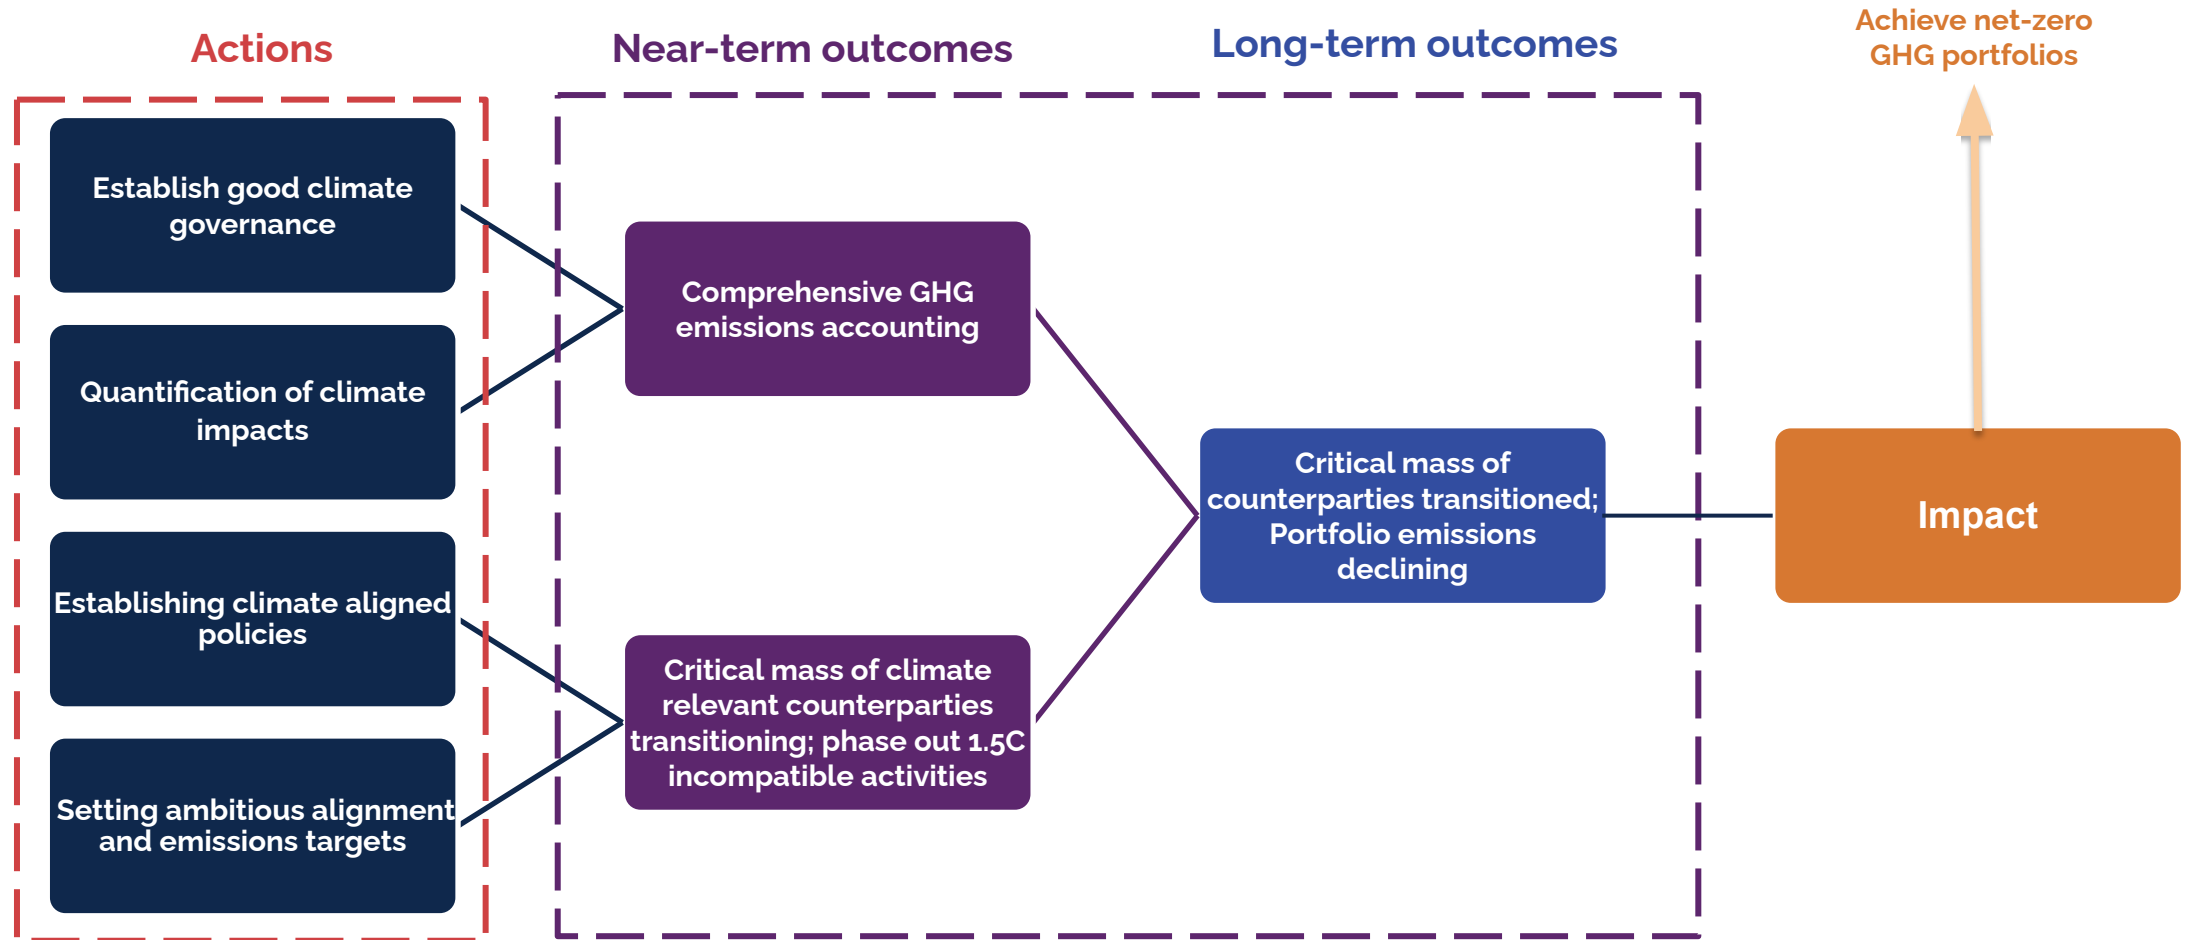 Actions
Near-term outcomes
Long-term outcomes
Achieve net-zero
GHG portfolios
Establish good climate
governance
Quantification of climate
impacts
Establishing climate aligned
policies
Setting ambitious alignment
and emissions targets
Comprehensive GHG
emissions accounting
Critical mass of climate
relevant counterparties
transitioning; phase out 1.5C
incompatible activities
Critical mass of
counterparties transitioned;
Portfolio emissions
declining
Impact